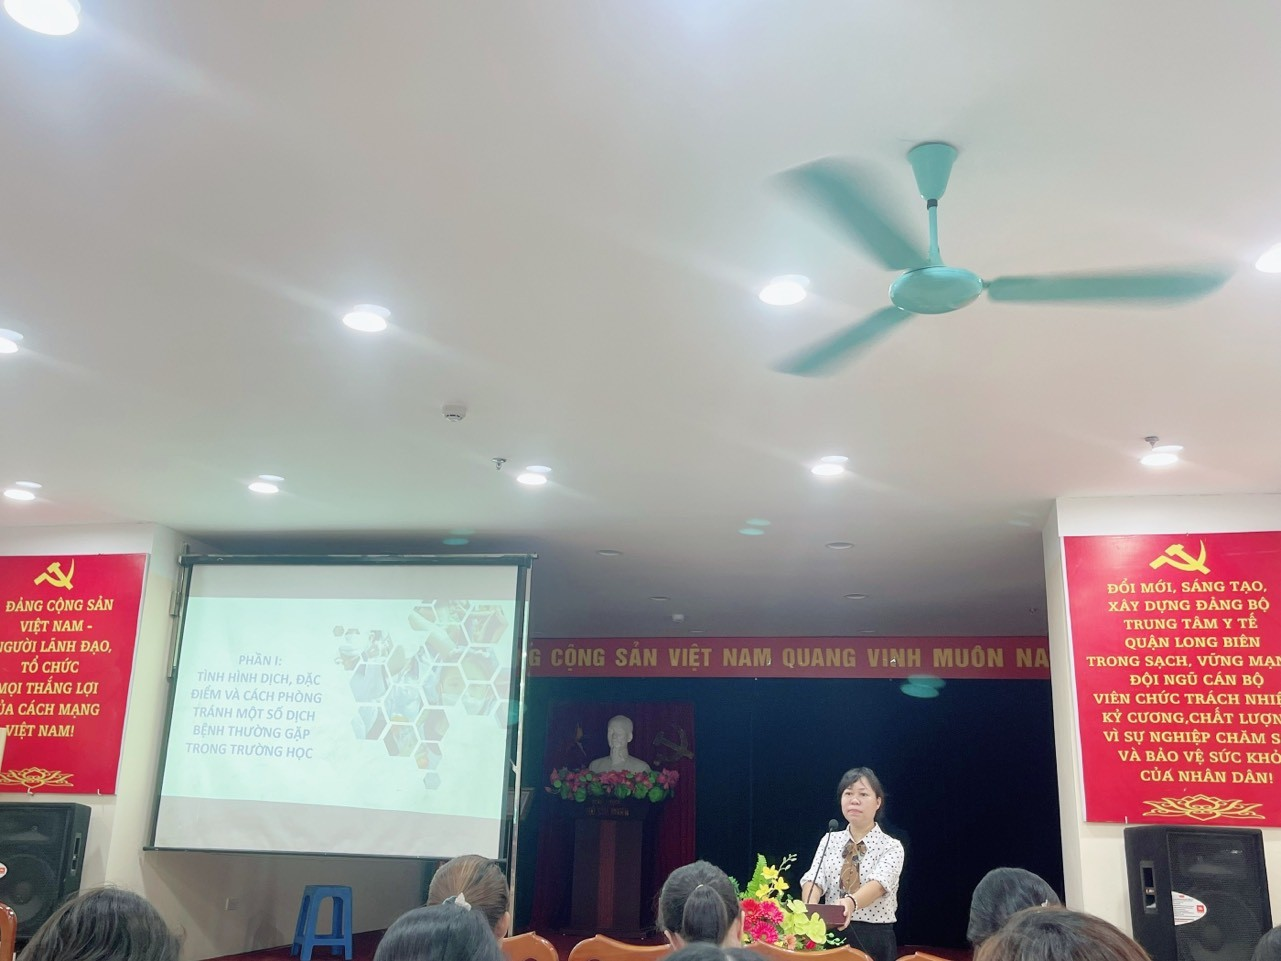 ĐẢNG CỘNG SẢN
VIỆT NAM -
NGƯỜI LÃNH ĐẠO,
TỔ CHỨC
MỌI THẮNG LỢI
CỦA CÁCH MẠNG
VIỆT NAM!
PHẦN I:
TÌNH HÌNH DỊCH, ĐẶC
ĐIỂM VÀ CÁCH PHÒNG
TRÁNH MỘT SỐ DỊCH
BỆNH THƯỜNG GẶP
TRONG TRƯỜNG HỌC
G CỘNG SẢN VIỆT NAM QUANG VINH MUÔN NĂ
ĐỔI MỚI, SÁNG TẠO,
XÂY DỰNG ĐẢNG BỘ
TRUNG TÂM Y TẾ
QUẬN LONG BIÊN
TRONG SẠCH, VỮNG MẠN
ĐỘI NGŨ CÁN BỘ
VIÊN CHỨC TRÁCH NHIỆ
KỶ CƯƠNG,CHẤT LƯỢN
VÌ SỰ NGHIỆP CHĂM S
VÀ BẢO VỆ SỨC KHỎ
CỦA NHÂN DÂN!